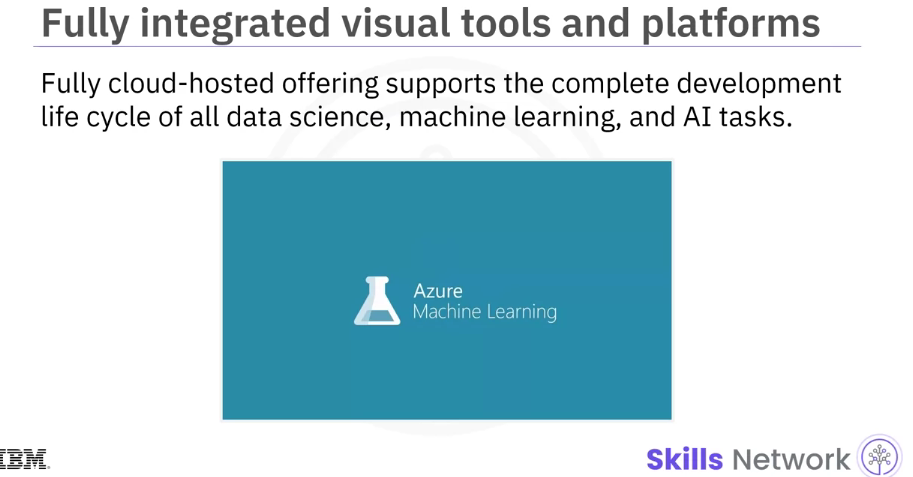 Fully integrated visual tools and platforms
Fully cloud-hosted offering supports the complete development
life cycle of all data science, machine learning, and AI tasks.
Azure
Machine Learning
IBM.
Skills Network